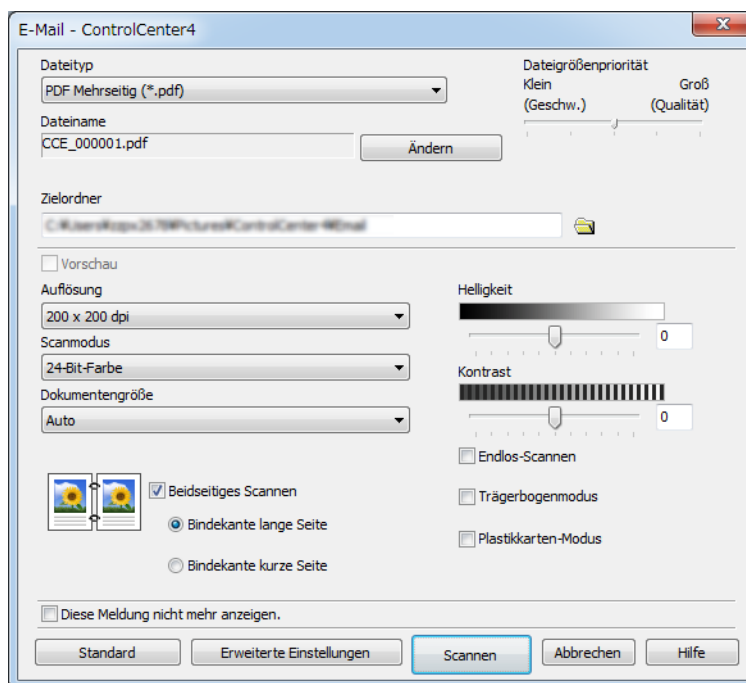 E-Mail - ControlCenter4
Dateityp
PDF Mehrseitig (*.pdf)
Dateiname
CCE_000001.pdf
Ändern
Dateigrößenpriorität
Klein Groß
(Geschw.) (Qualität)
Zielordner
Vorschau
Auflösung
200 x 200 dpi
Scanmodus
24-Bit-Farbe
Dokumentengröße
Auto
Helligkeit
0
Kontrast
0
Beidseitiges Scannen
Bindekante lange Seite
Bindekante kurze Seite
Endlos-Scannen
Trägerbogenmodus
Plastikkarten-Modus
Diese Meldung nicht mehr anzeigen.
Standard Erweiterte Einstellungen Scannen Abbrechen Hilfe